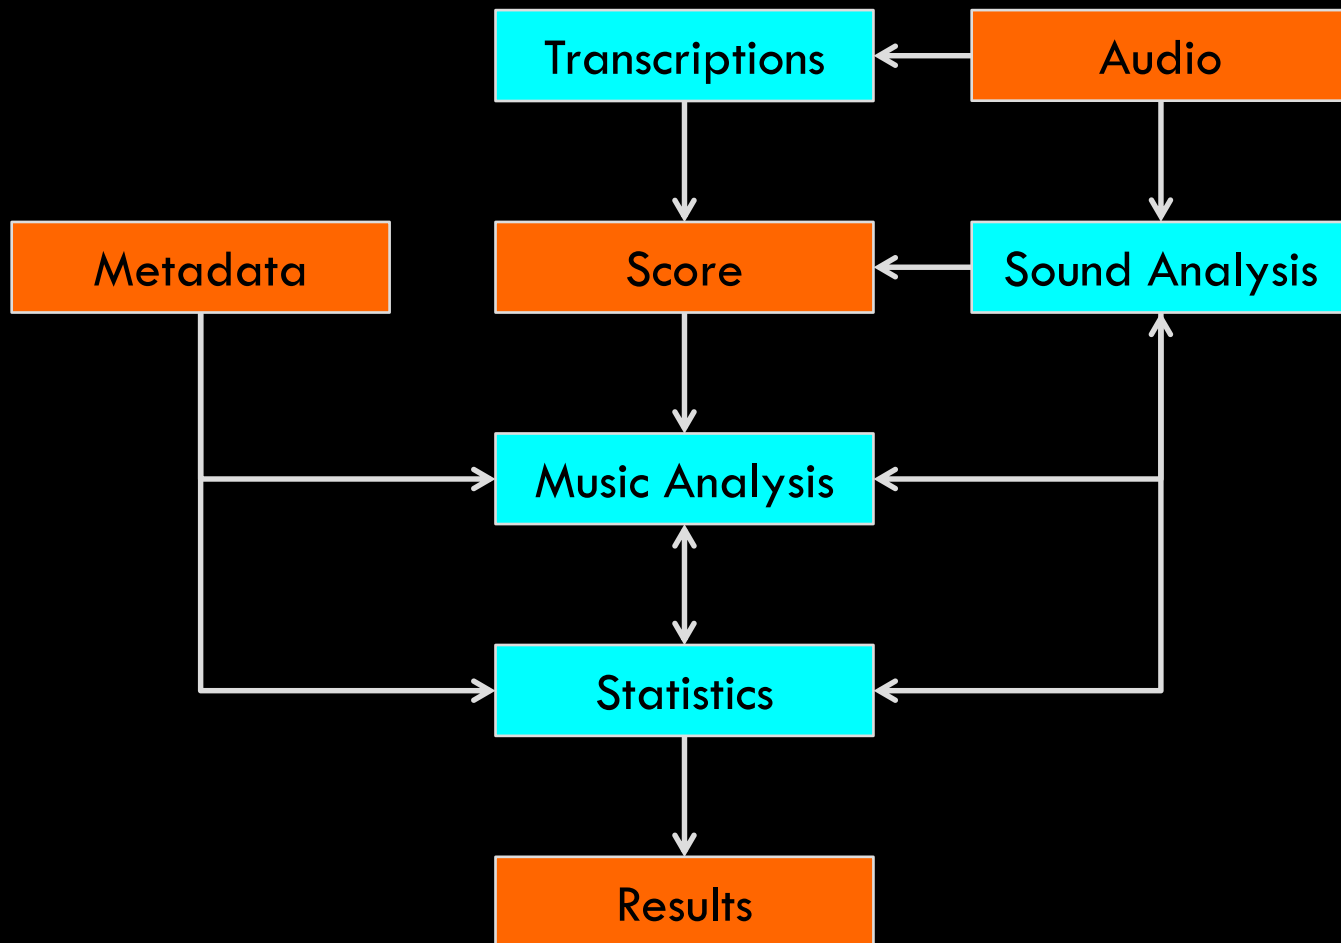 Transcriptions
Audio
Metadata
Score
Sound Analysis
Music Analysis
Statistics
Results